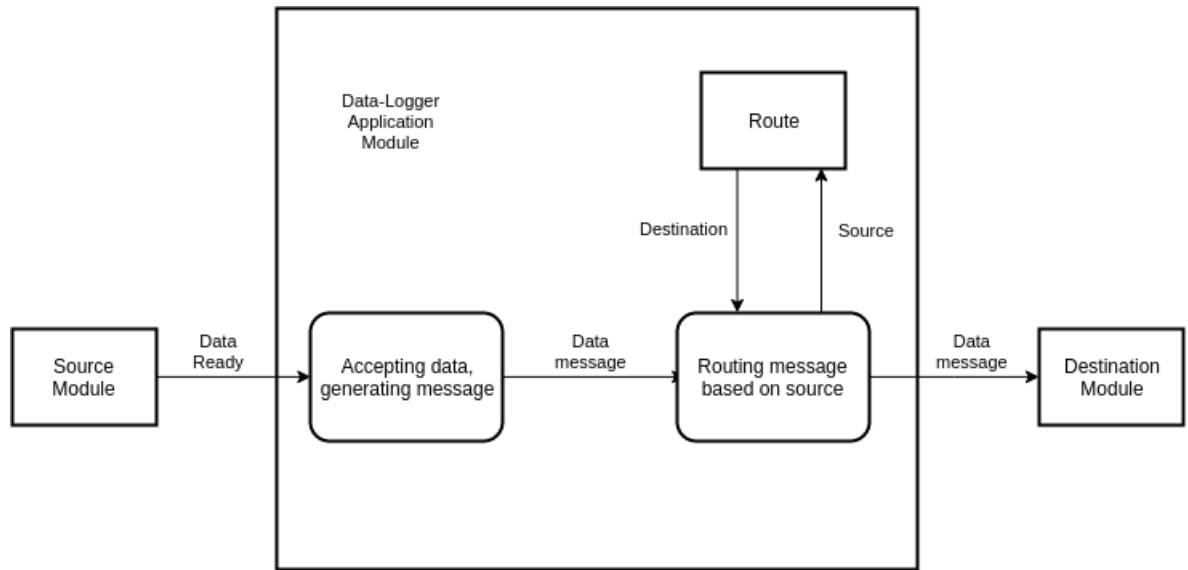 Data-Logger
Application
Module
Route
Destination
Source
Source
Module
Data
Ready
Accepting data,
generating message
Data
message
Routing message
based on source
Data
message
Destination
Module